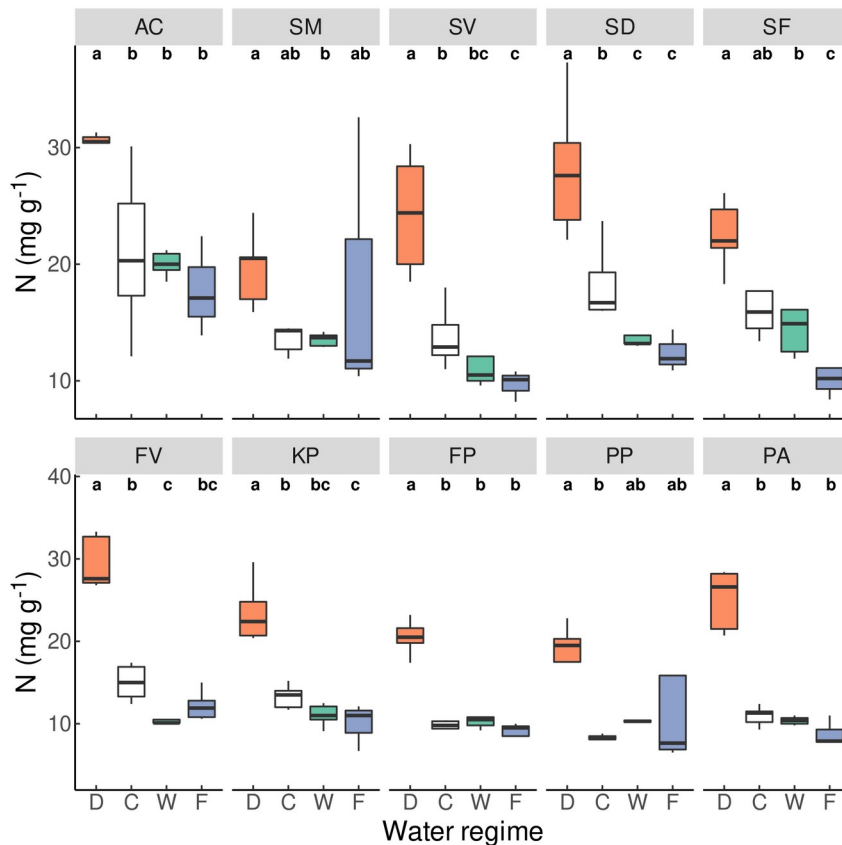 AC SM SV SD SF
a b b b a ab b ab a b bc c a b c c a ab b c
30
20
10
N (mg g⁻¹)
FV KP FP PP PA
a b c bc a b bc c a b b b a b ab ab a b b b
40
30
20
10
N (mg g⁻¹)
D C W F D C W F D C W F D C W F D C W F
Water regime